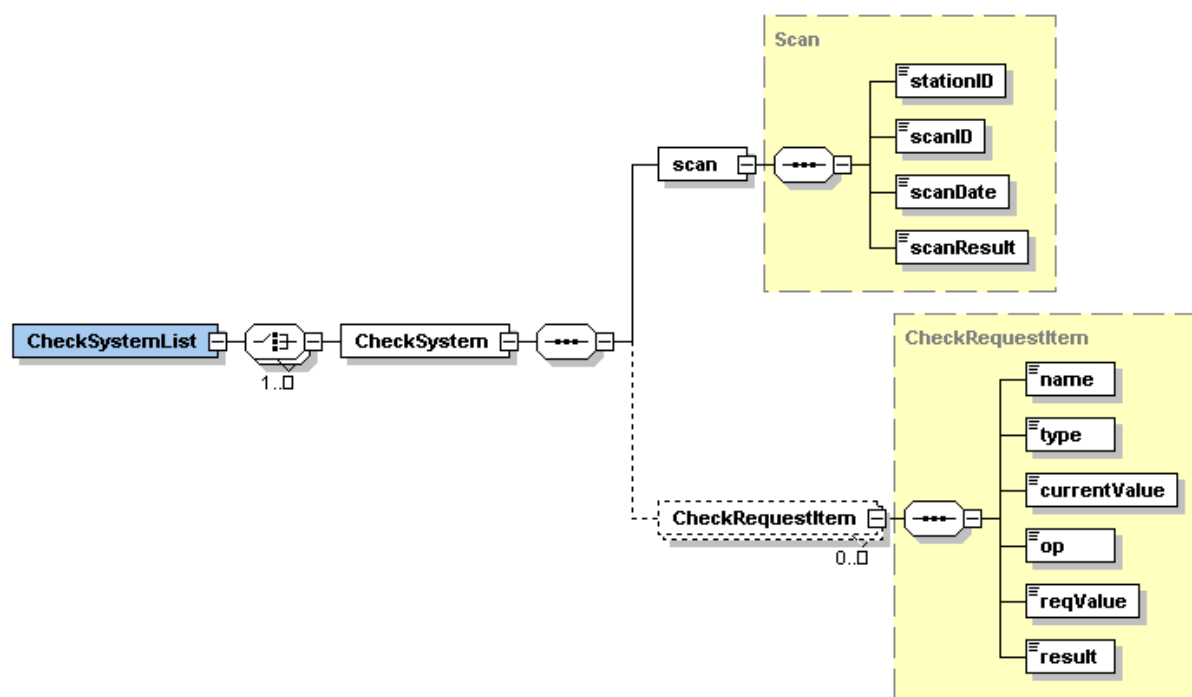 Scan
stationID
scanID
scan
scanDate
scanResult
CheckSystemList
CheckSystem
1..▯
CheckRequestItem
name
type
currentValue
CheckRequestItem
op
0..▯
reqValue
result